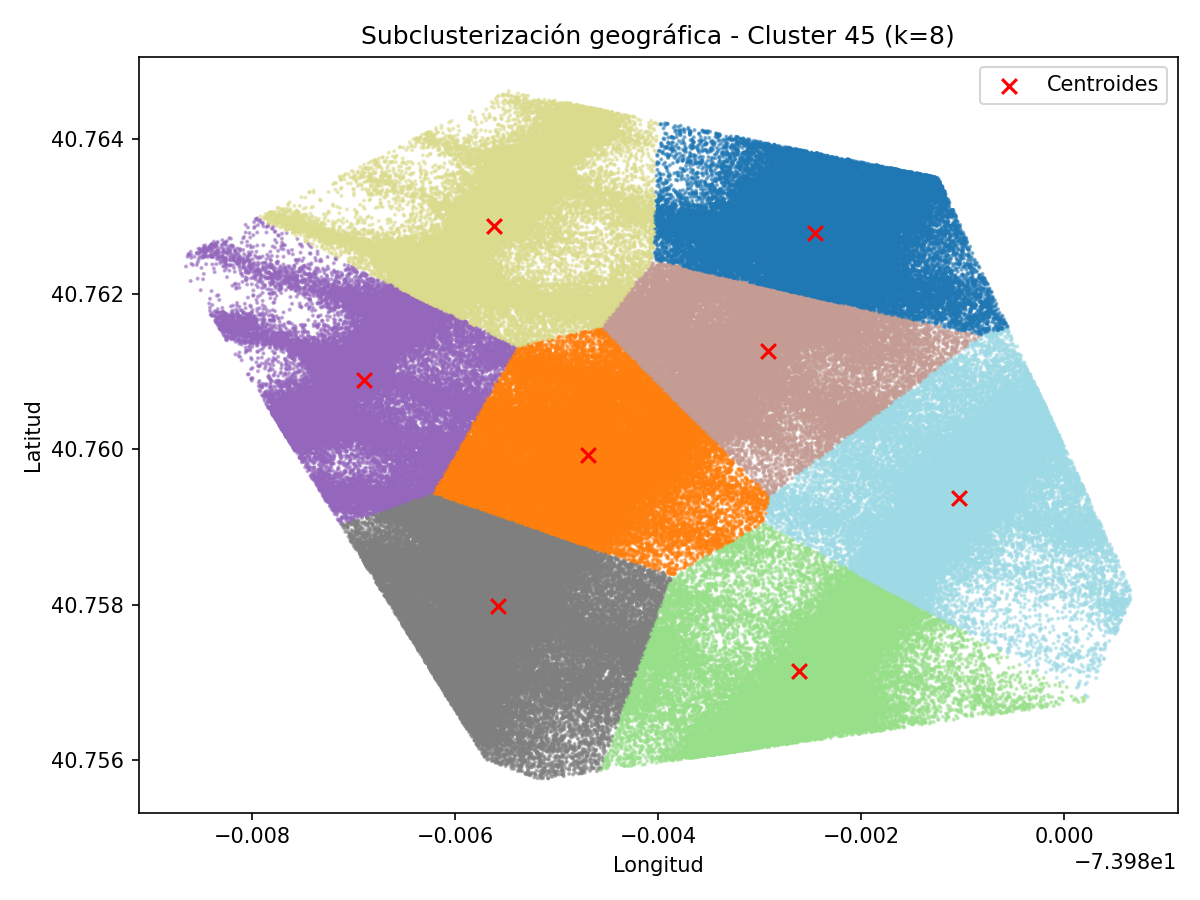 Subclusterización geográfica - Cluster 45 (k=8)
Centroides
40.764
40.762
40.760
40.758
40.756
Latitud
−0.008
−0.006
−0.004
−0.002
0.000
−7.398e1
Longitud